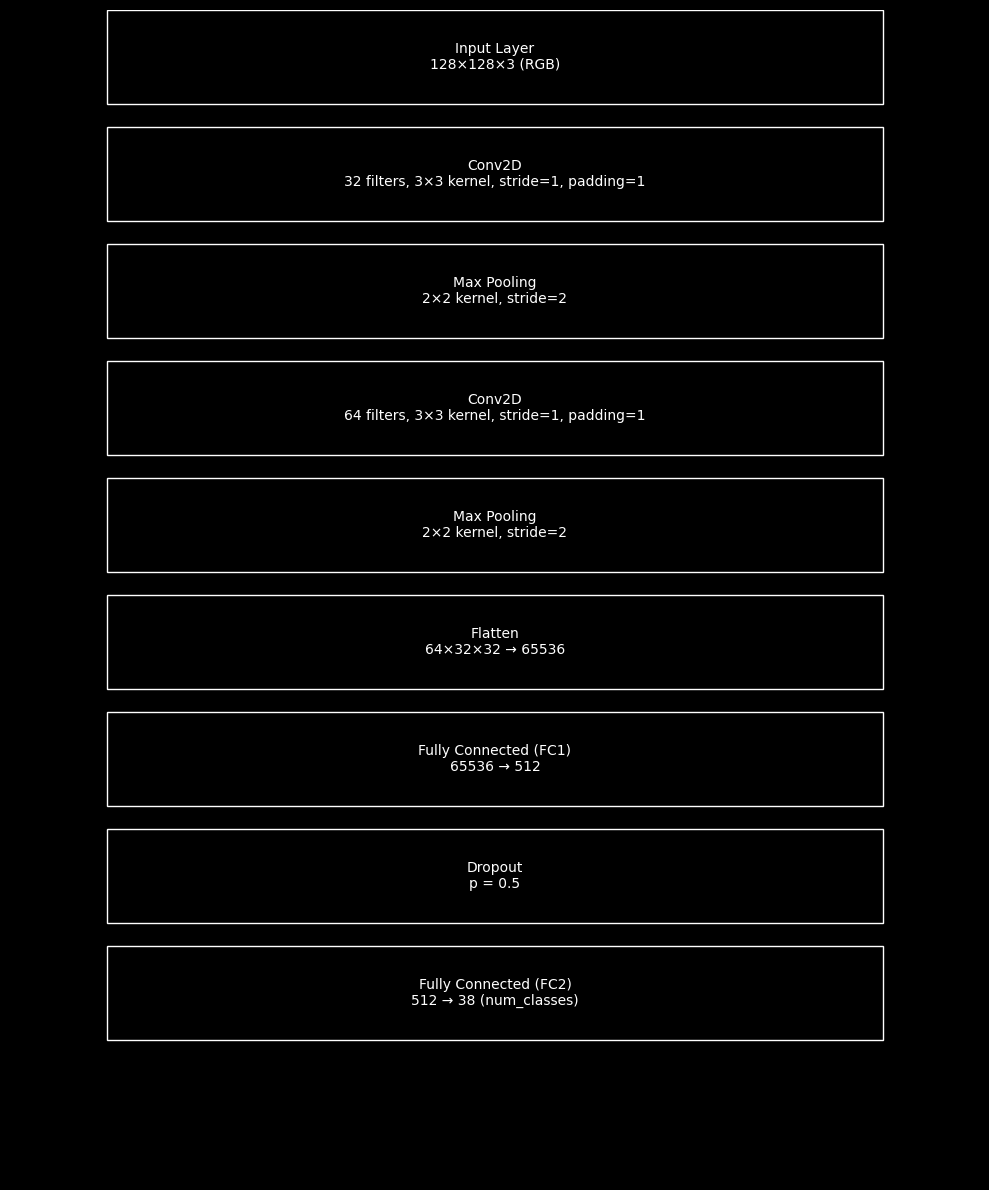 Input Layer
128×128×3 (RGB)
Conv2D
32 filters, 3×3 kernel, stride=1, padding=1
Max Pooling
2×2 kernel, stride=2
Conv2D
64 filters, 3×3 kernel, stride=1, padding=1
Max Pooling
2×2 kernel, stride=2
Flatten
64×32×32 → 65536
Fully Connected (FC1)
65536 → 512
Dropout
p = 0.5
Fully Connected (FC2)
512 → 38 (num_classes)